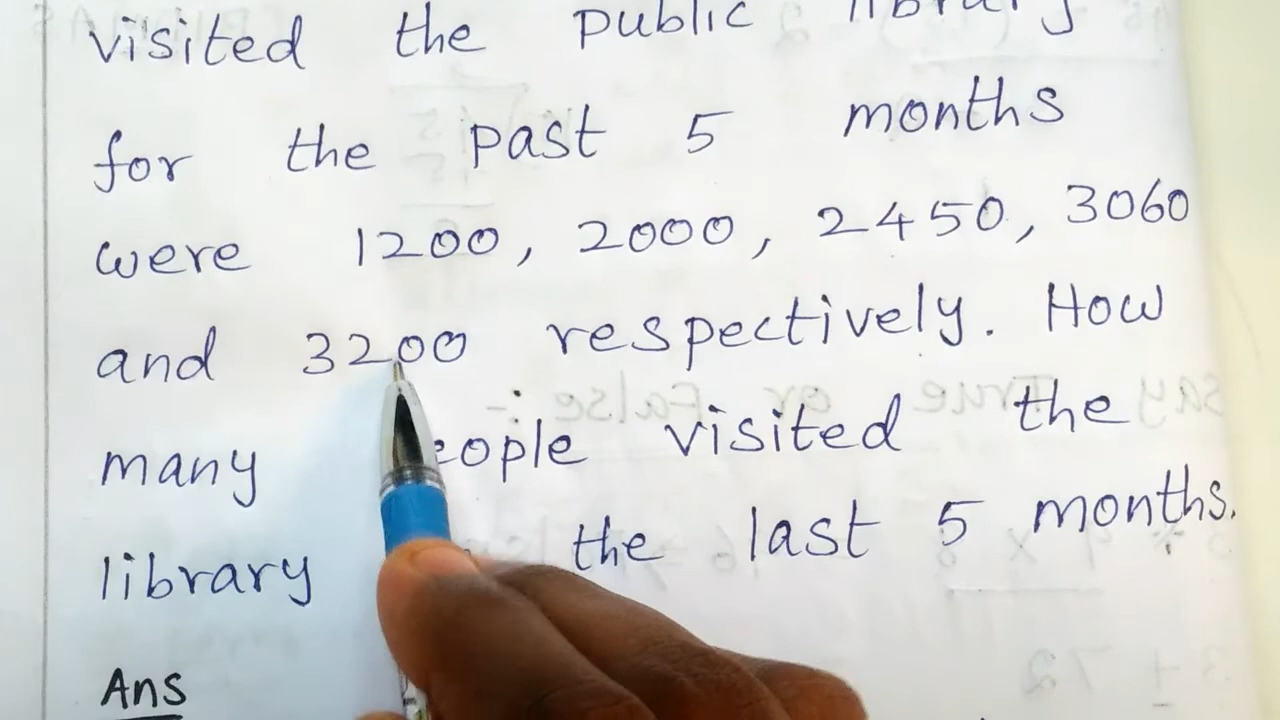 visited the public library
for the past 5 months
were 1200, 2000, 2450, 3060
and 3200 respectively. How
many people visited the
library the last 5 months.
Ans